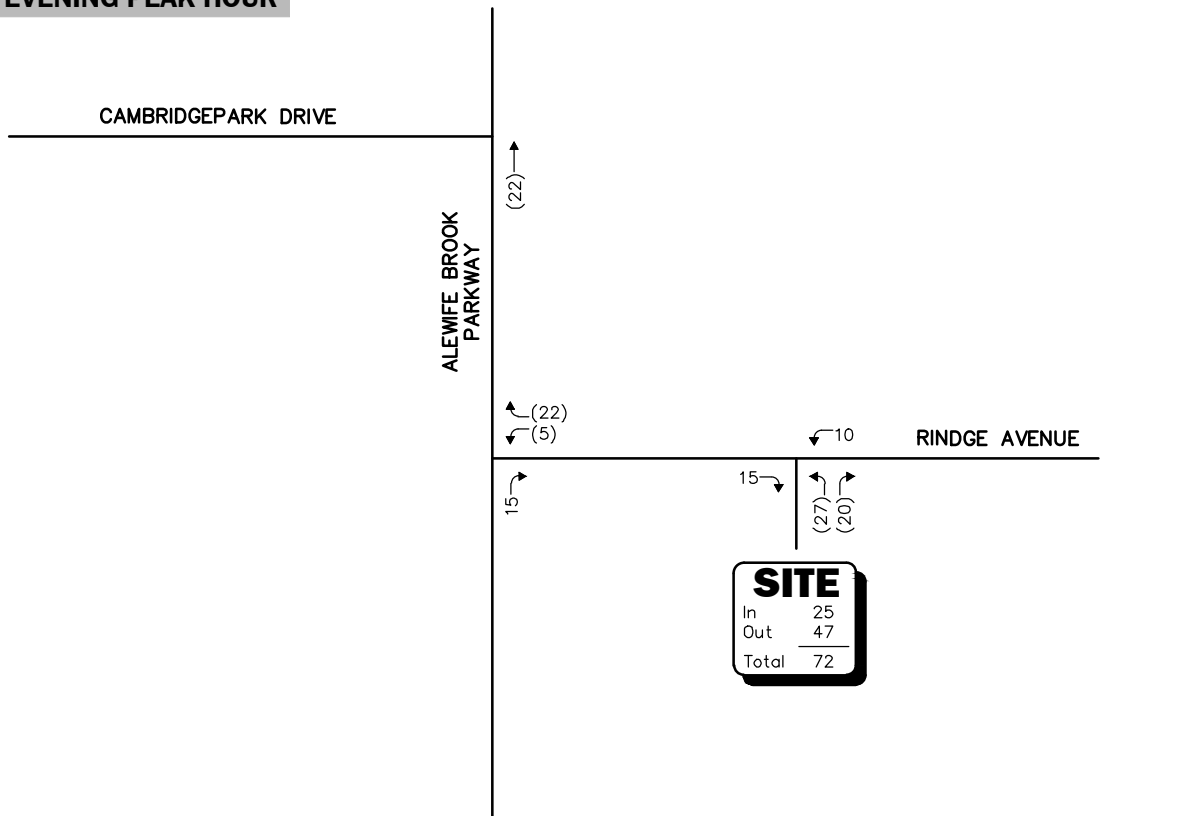 EVENING PEAK HOUR
CAMBRIDGEPARK DRIVE
(22)
ALEWIFE BROOK
PARKWAY
(22)
(5)
10
RINDGE AVENUE
15
15
(27)
(20)
SITE
In 25
Out 47
Total 72